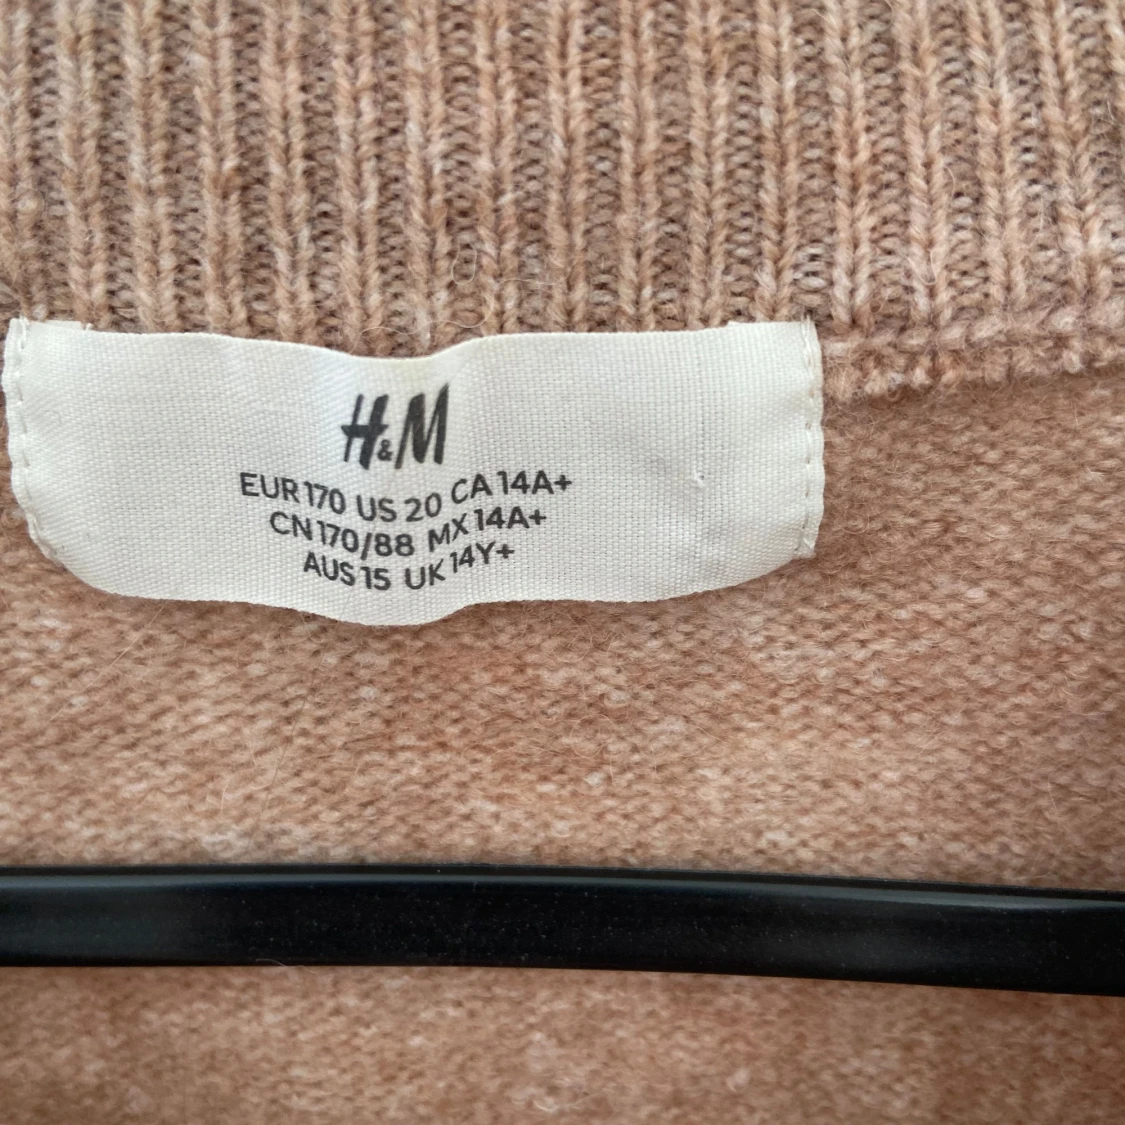 H&M
EUR 170 US 20 CA 14A+
CN 170/88 MX 14A+
AUS 15 UK 14Y+